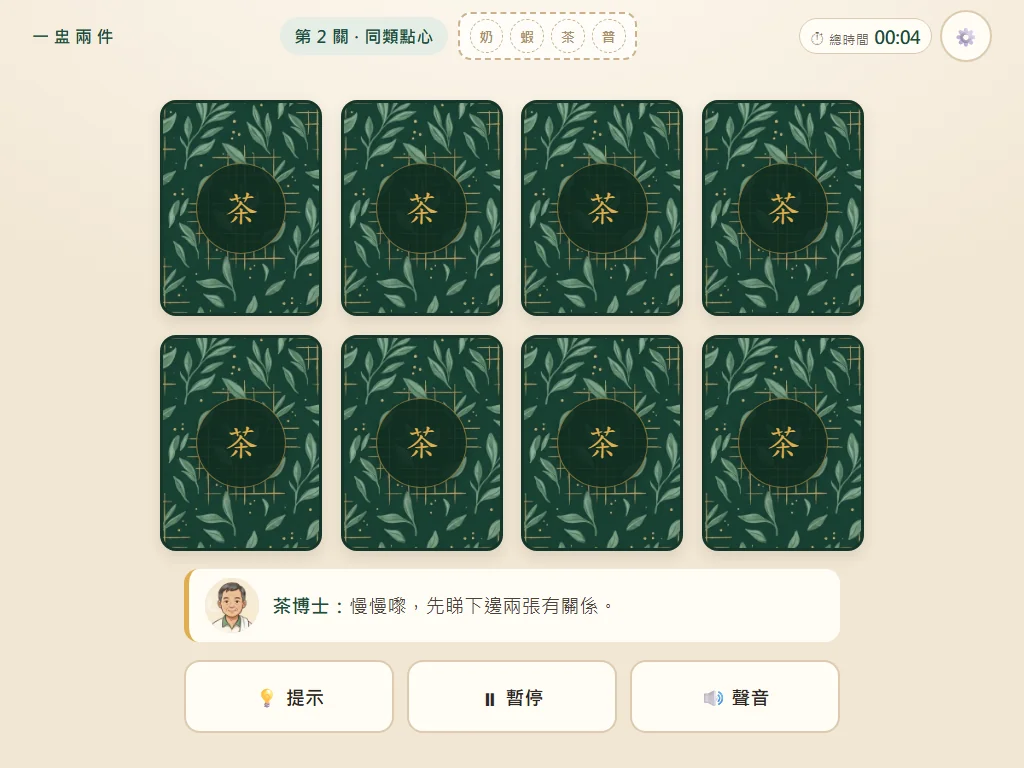 一盅兩件
第 2 關 · 同類點心
奶 蝦 茶 普
總時間 00:04
茶 茶 茶 茶
茶 茶 茶 茶
茶博士：慢慢嚟，先睇下邊兩張有關係。
提示
暫停
聲音